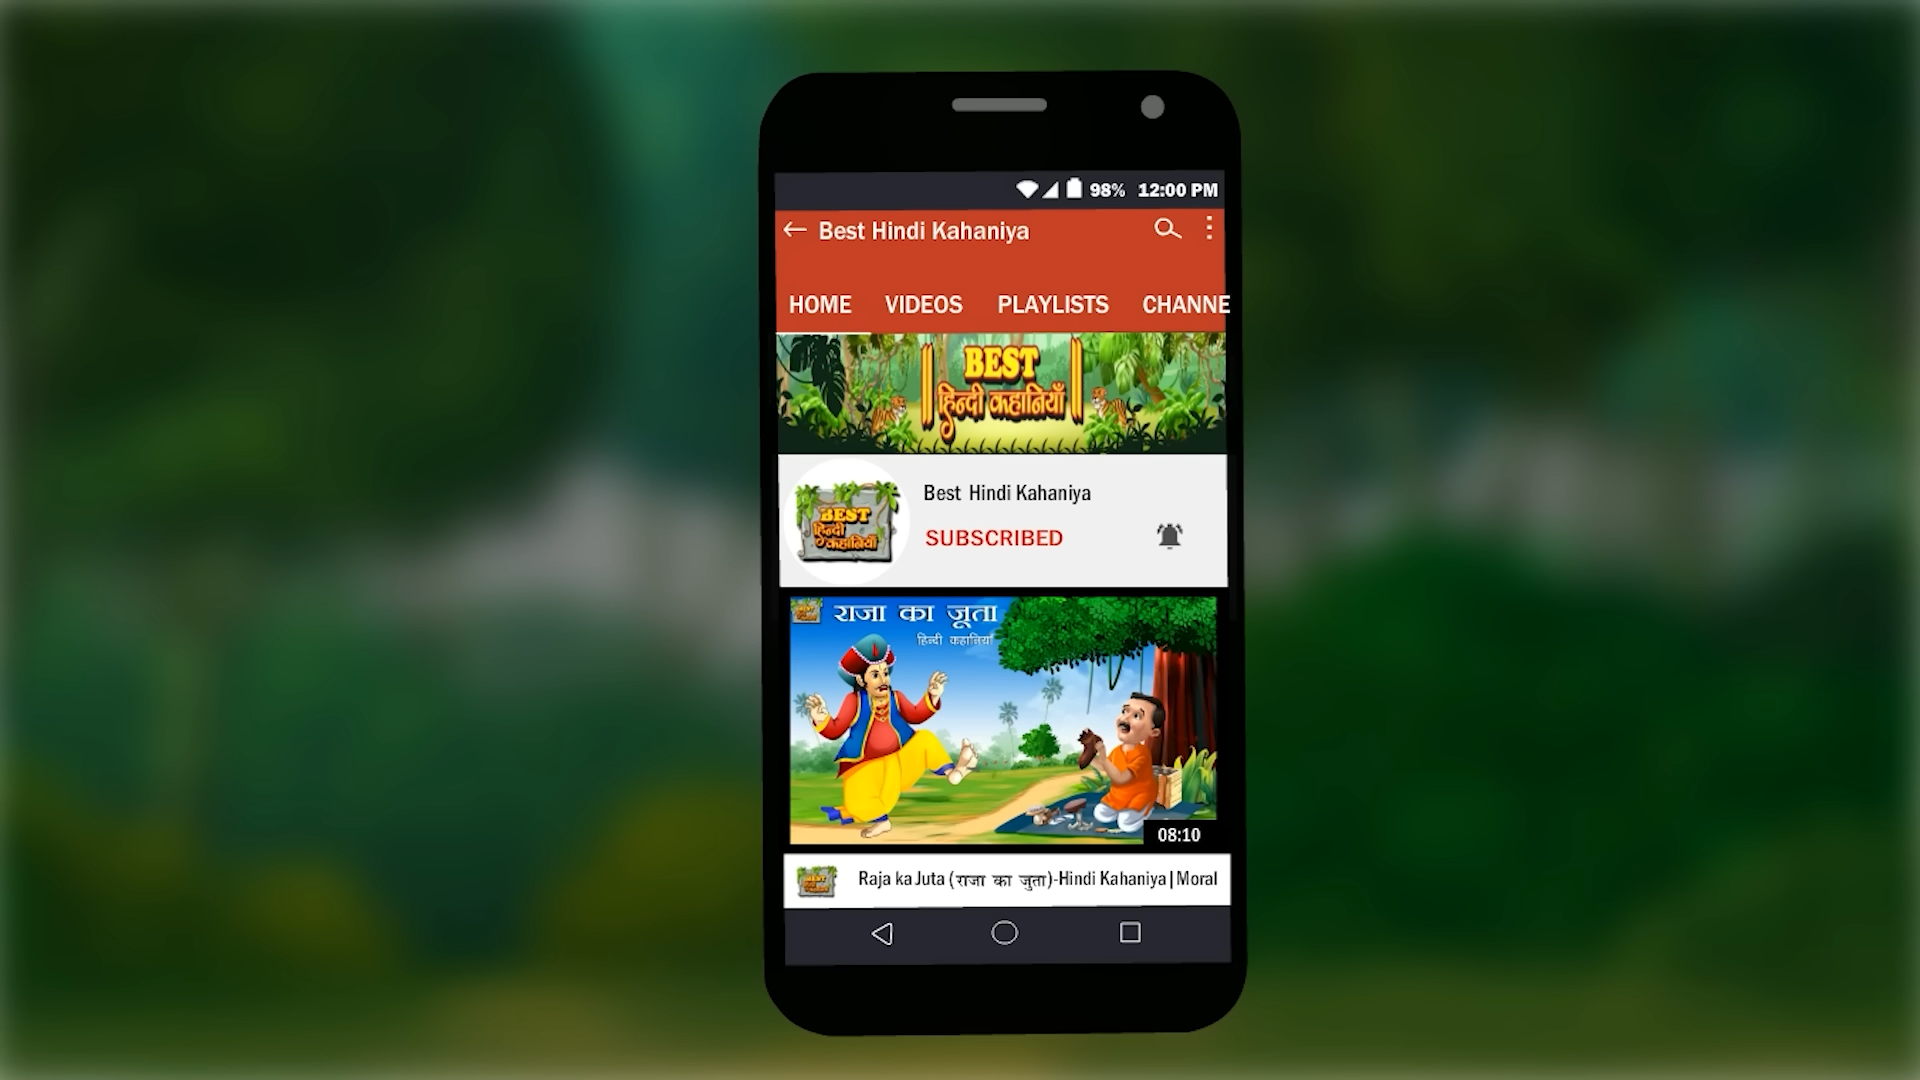 98% 12:00 PM
Best Hindi Kahaniya
HOME VIDEOS PLAYLISTS CHANNE
BEST
हिन्दी कहानियाँ
Best Hindi Kahaniya
BEST
हिन्दी
कहानियाँ
SUBSCRIBED
राजा का जूता
हिन्दी कहानियाँ
08:10
Raja ka Juta (राजा का जुता)-Hindi Kahaniya|Moral